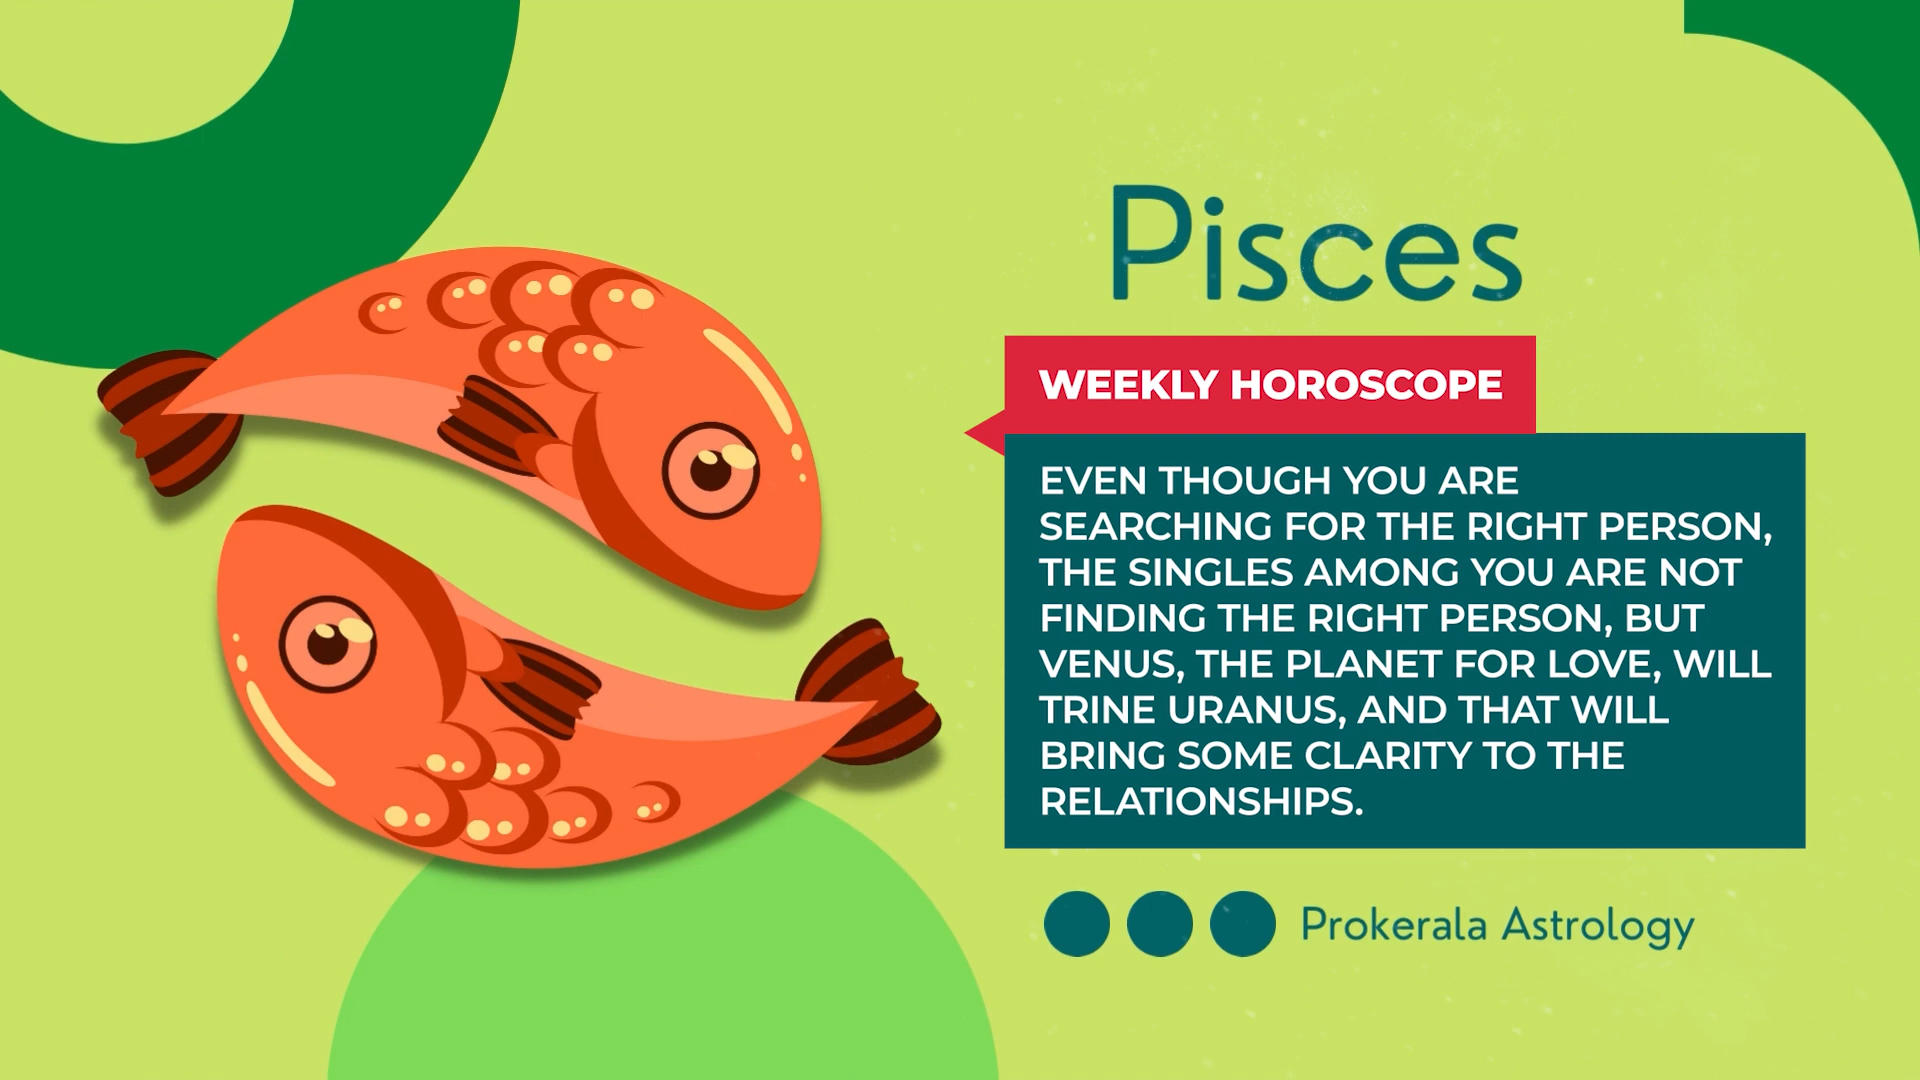 Pisces
WEEKLY HOROSCOPE
EVEN THOUGH YOU ARE
SEARCHING FOR THE RIGHT PERSON,
THE SINGLES AMONG YOU ARE NOT
FINDING THE RIGHT PERSON, BUT
VENUS, THE PLANET FOR LOVE, WILL
TRINE URANUS, AND THAT WILL
BRING SOME CLARITY TO THE
RELATIONSHIPS.
Prokerala Astrology